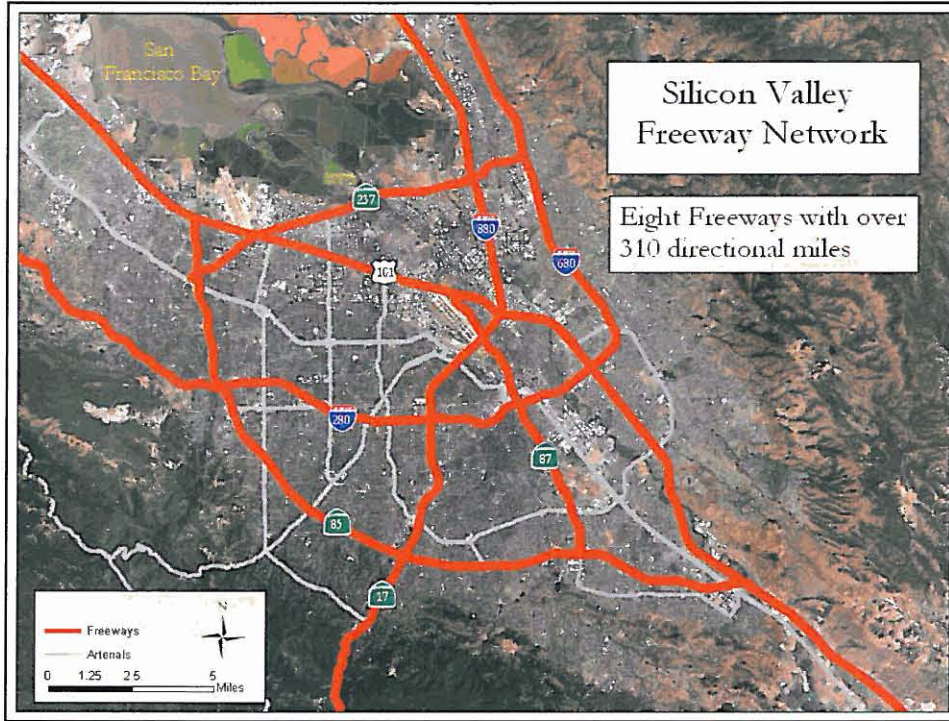 San
Francisco Bay
Silicon Valley
Freeway Network
Eight Freeways with over
310 directional miles
237
880
680
101
280
87
85
17
N
Freeways
Arterials
0 1.25 2.5 5
Miles